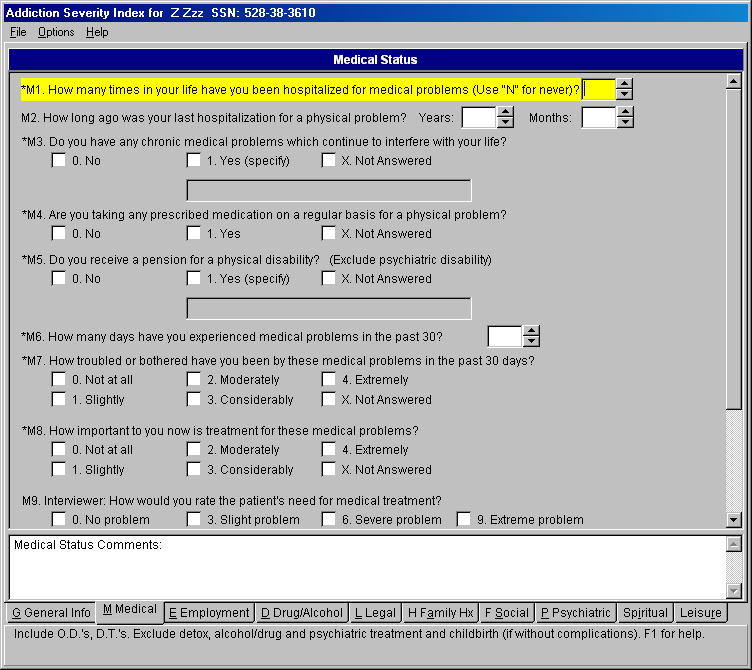 Addiction Severity Index for  Z Zzz  SSN: 528-38-3610
File Options Help
Medical Status
*M1. How many times in your life have you been hospitalized for medical problems (Use "N" for never)?
M2. How long ago was your last hospitalization for a physical problem? Years: Months:
*M3. Do you have any chronic medical problems which continue to interfere with your life?
0. No 1. Yes (specify) X. Not Answered
*M4. Are you taking any prescribed medication on a regular basis for a physical problem?
0. No 1. Yes X. Not Answered
*M5. Do you receive a pension for a physical disability? (Exclude psychiatric disability)
0. No 1. Yes (specify) X. Not Answered
*M6. How many days have you experienced medical problems in the past 30?
*M7. How troubled or bothered have you been by these medical problems in the past 30 days?
0. Not at all 2. Moderately 4. Extremely
1. Slightly 3. Considerably X. Not Answered
*M8. How important to you now is treatment for these medical problems?
0. Not at all 2. Moderately 4. Extremely
1. Slightly 3. Considerably X. Not Answered
M9. Interviewer: How would you rate the patient's need for medical treatment?
0. No problem 3. Slight problem 6. Severe problem 9. Extreme problem
Medical Status Comments:
G General Info M Medical E Employment D Drug/Alcohol L Legal H Family Hx F Social P Psychiatric Spiritual Leisure
Include O.D.'s, D.T.'s. Exclude detox, alcohol/drug and psychiatric treatment and childbirth (if without complications). F1 for help.